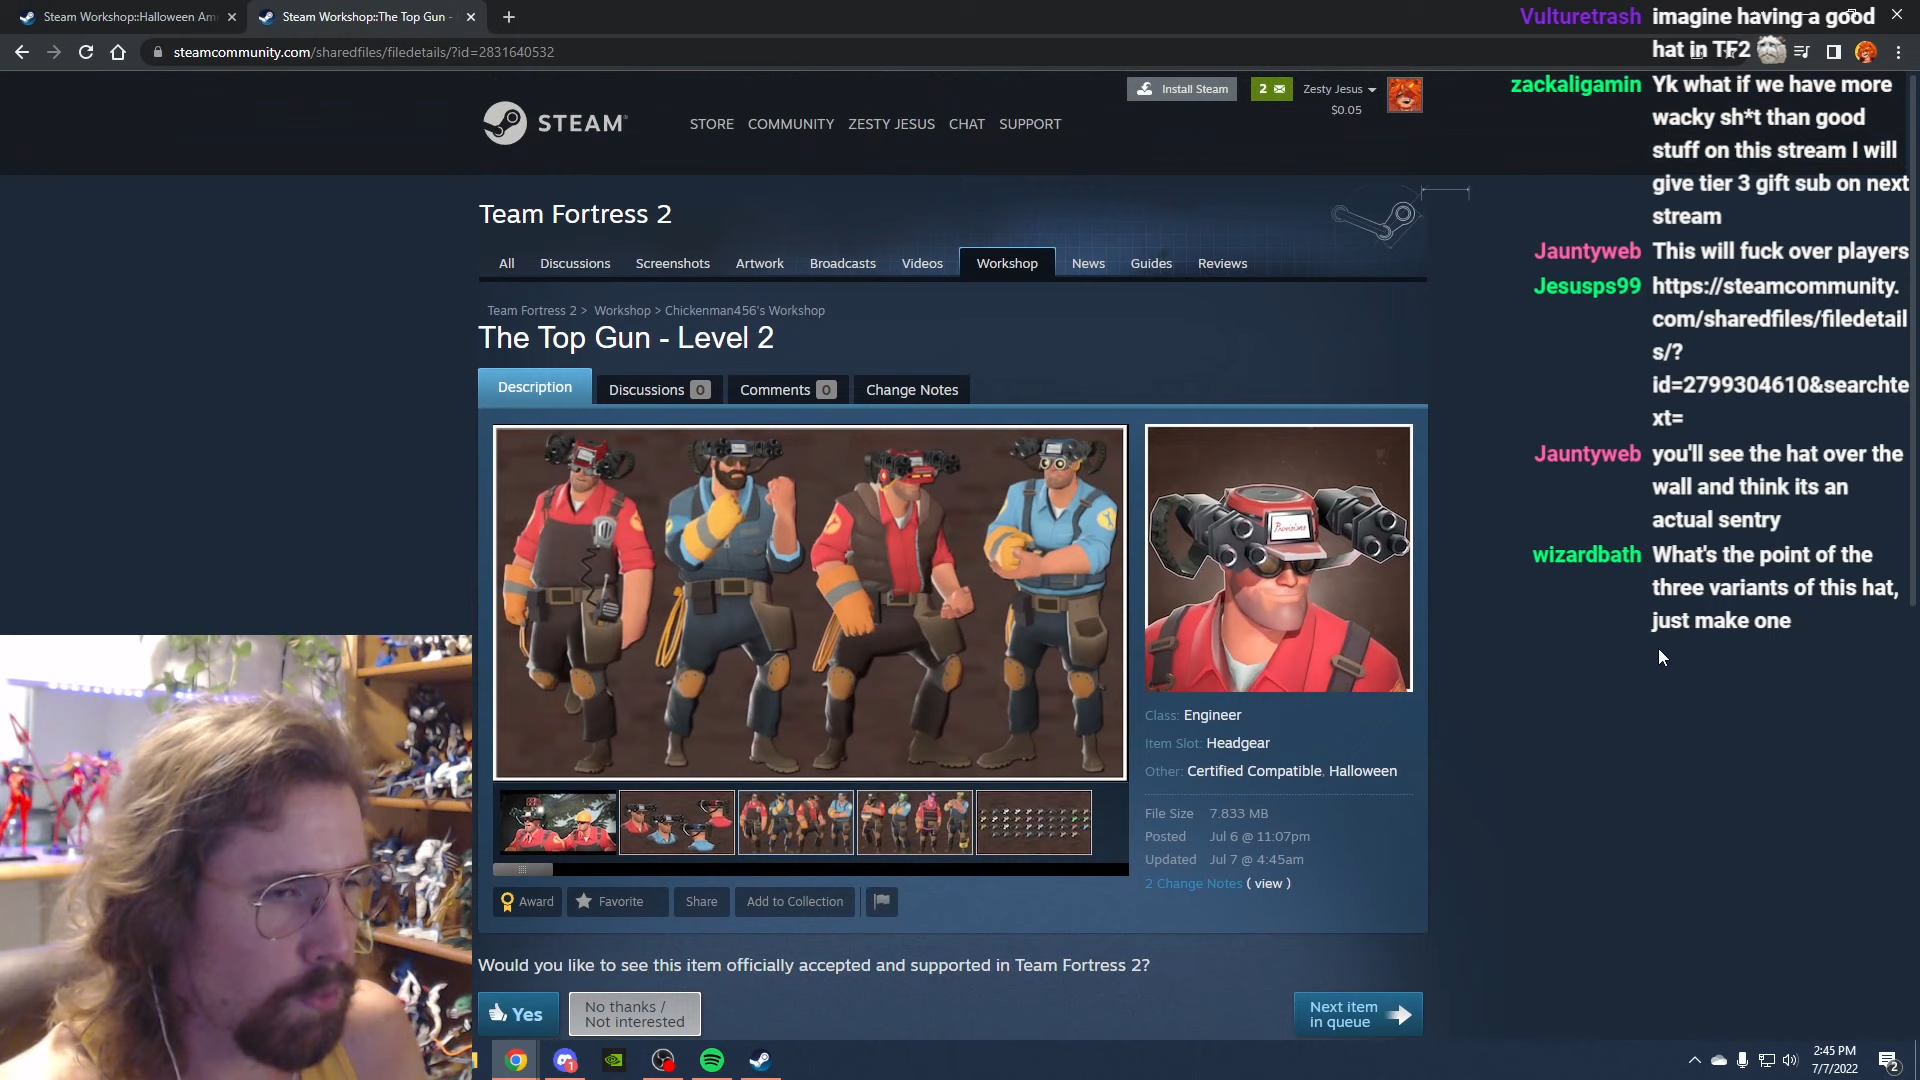 Steam Workshop::Halloween Am
Steam Workshop::The Top Gun -
steamcommunity.com/sharedfiles/filedetails/?id=2831640532
Install Steam
2
Zesty Jesus
$0.05
STEAM
STORE
COMMUNITY
ZESTY JESUS
CHAT
SUPPORT
Team Fortress 2
All
Discussions
Screenshots
Artwork
Broadcasts
Videos
Workshop
News
Guides
Reviews
Team Fortress 2 > Workshop > Chickenman456's Workshop
The Top Gun - Level 2
Description
Discussions 0
Comments 0
Change Notes
Class: Engineer
Item Slot: Headgear
Other: Certified Compatible, Halloween
File Size 7.833 MB
Posted Jul 6 @ 11:07pm
Updated Jul 7 @ 4:45am
2 Change Notes ( view )
Award
Favorite
Share
Add to Collection
Would you like to see this item officially accepted and supported in Team Fortress 2?
Yes
No thanks /
Not interested
Next item
in queue
Vulturetrash imagine having a good
hat in TF2
zackaligamin Yk what if we have more
wacky sh*t than good
stuff on this stream I will
give tier 3 gift sub on next
stream
Jauntyweb This will fuck over players
Jesusps99 https://steamcommunity.
com/sharedfiles/filedetail
s/?
id=2799304610&searchte
xt=
Jauntyweb you'll see the hat over the
wall and think its an
actual sentry
wizardbath What's the point of the
three variants of this hat,
just make one
1
2:45 PM
7/7/2022
2